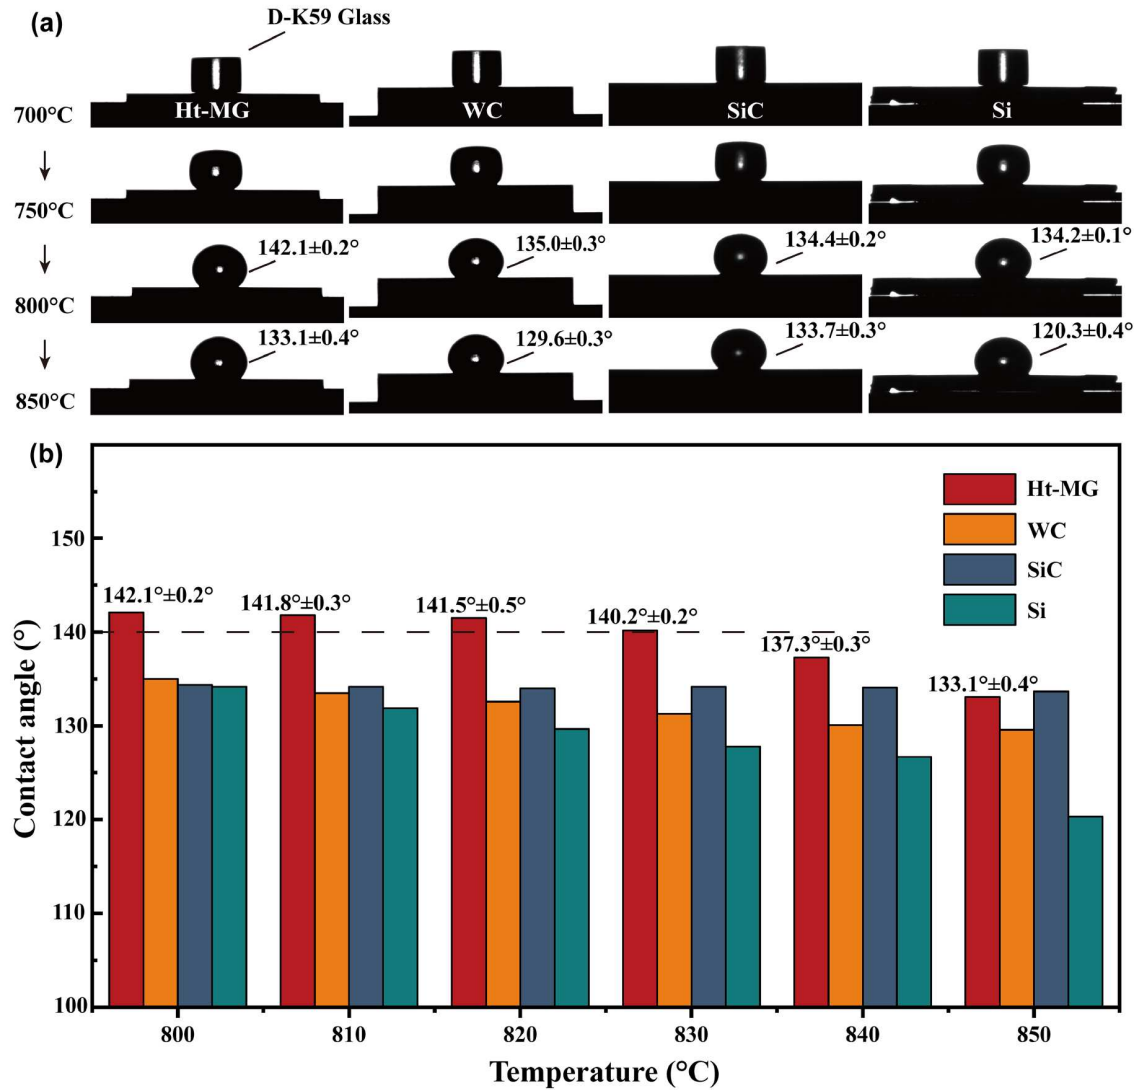 (a)
D-K59 Glass
700°C
Ht-MG
WC
SiC
Si
750°C
142.1±0.2°
135.0±0.3°
134.4±0.2°
134.2±0.1°
800°C
133.1±0.4°
129.6±0.3°
133.7±0.3°
120.3±0.4°
850°C
(b)
Ht-MG
WC
SiC
Si
150
142.1°±0.2°
141.8°±0.3°
141.5°±0.5°
140.2°±0.2°
137.3°±0.3°
133.1°±0.4°
140
130
120
110
100
Contact angle (°)
800
810
820
830
840
850
Temperature (°C)